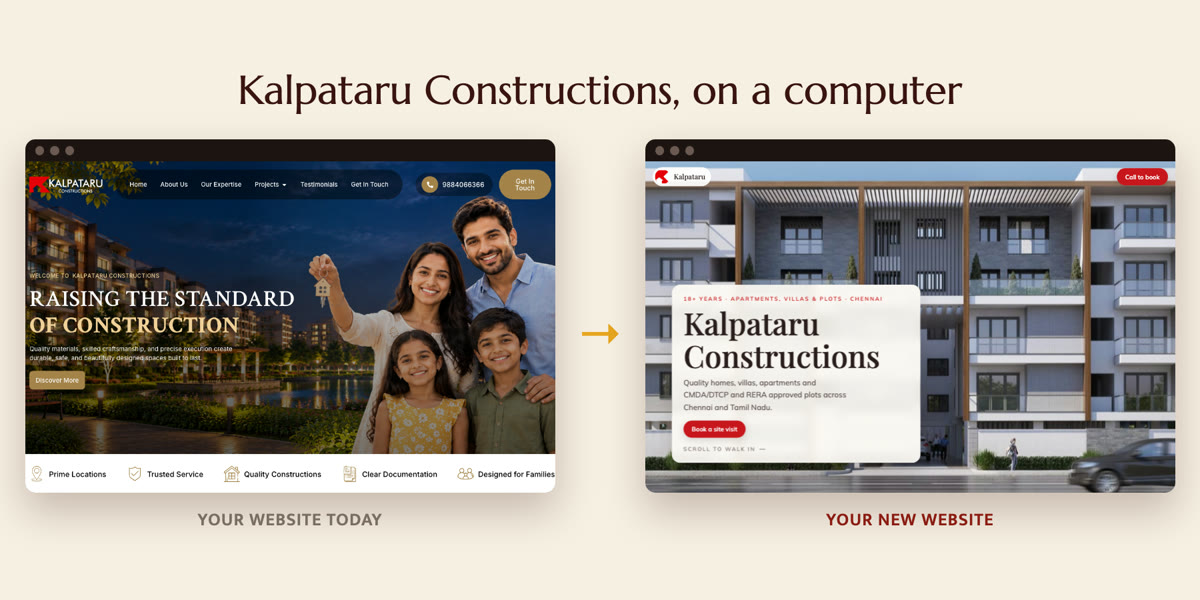 Kalpataru Constructions, on a computer
KALPATARU
CONSTRUCTIONS
Home
About Us
Our Expertise
Projects
Testimonials
Get In Touch
9884066366
Get In
Touch
WELCOME TO KALPATARU CONSTRUCTIONS
RAISING THE STANDARD
OF CONSTRUCTION
Quality materials, skilled craftsmanship, and precise execution create
durable, safe, and beautifully designed spaces built to last.
Discover More
Prime Locations
Trusted Service
Quality Constructions
Clear Documentation
Designed for Families
YOUR WEBSITE TODAY
Kalpataru
Call to book
18+ YEARS · APARTMENTS, VILLAS & PLOTS · CHENNAI
Kalpataru
Constructions
Quality homes, villas, apartments and
CMDA/DTCP and RERA approved plots across
Chennai and Tamil Nadu.
Book a site visit
SCROLL TO WALK IN —
YOUR NEW WEBSITE